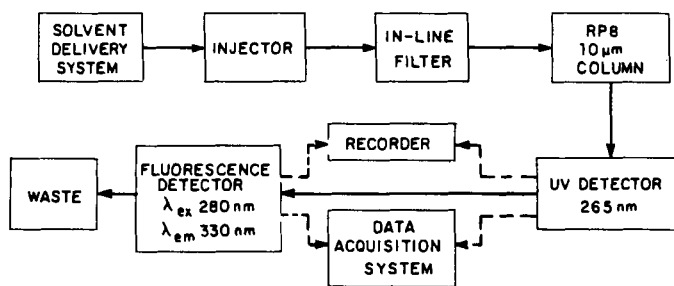 SOLVENT
DELIVERY
SYSTEM
INJECTOR
IN-LINE
FILTER
RP8
10 μm
COLUMN
RECORDER
WASTE
FLUORESCENCE
DETECTOR
λex 280 nm
λem 330 nm
UV DETECTOR
265 nm
DATA
ACQUISITION
SYSTEM